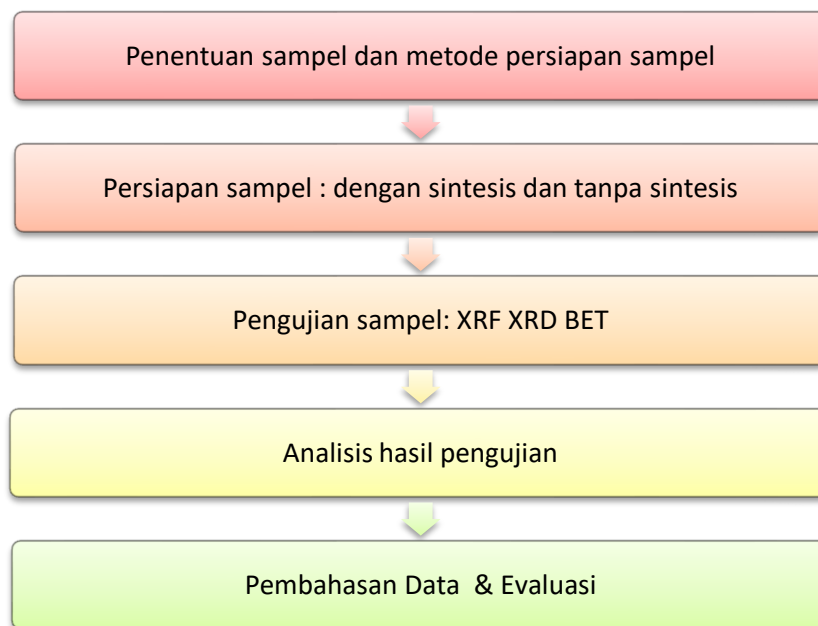 Penentuan sampel dan metode persiapan sampel
Persiapan sampel : dengan sintesis dan tanpa sintesis
Pengujian sampel: XRF XRD BET
Analisis hasil pengujian
Pembahasan Data & Evaluasi